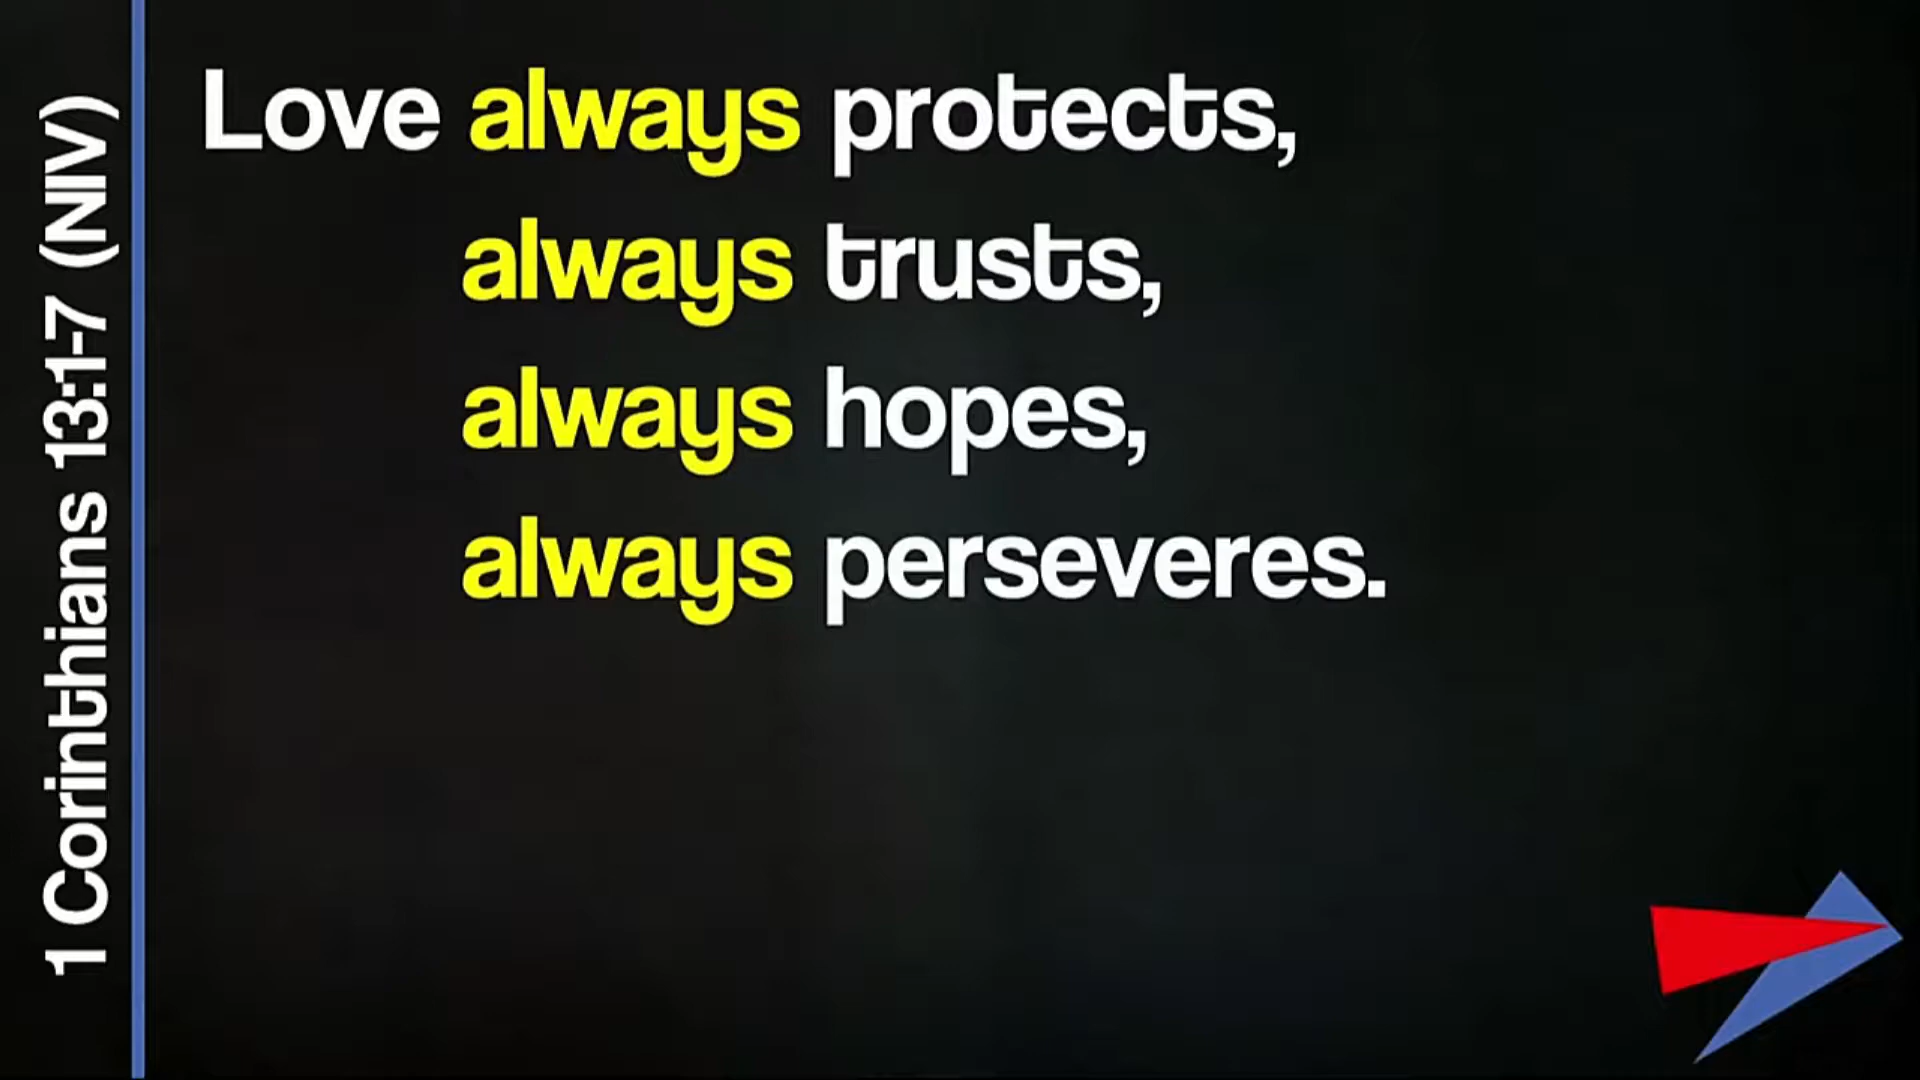 1 Corinthians 13:1-7 (NIV)
Love always protects,
always trusts,
always hopes,
always perseveres.